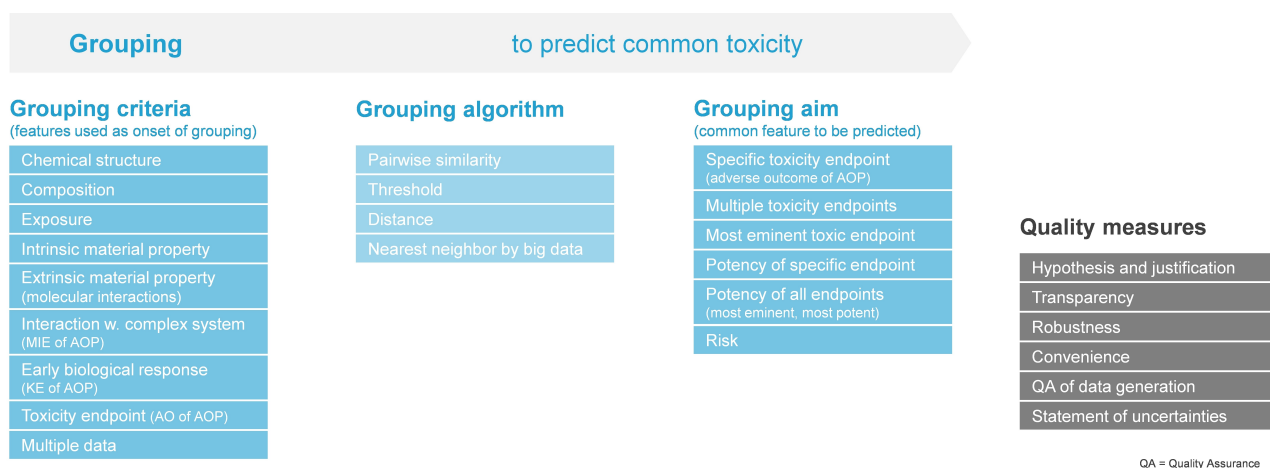 Grouping
to predict common toxicity
Grouping criteria
(features used as onset of grouping)
Chemical structure
Composition
Exposure
Intrinsic material property
Extrinsic material property
(molecular interactions)
Interaction w. complex system
(MIE of AOP)
Early biological response
(KE of AOP)
Toxicity endpoint (AO of AOP)
Multiple data
Grouping algorithm
Pairwise similarity
Threshold
Distance
Nearest neighbor by big data
Grouping aim
(common feature to be predicted)
Specific toxicity endpoint
(adverse outcome of AOP)
Multiple toxicity endpoints
Most eminent toxic endpoint
Potency of specific endpoint
Potency of all endpoints
(most eminent, most potent)
Risk
Quality measures
Hypothesis and justification
Transparency
Robustness
Convenience
QA of data generation
Statement of uncertainties
QA = Quality Assurance